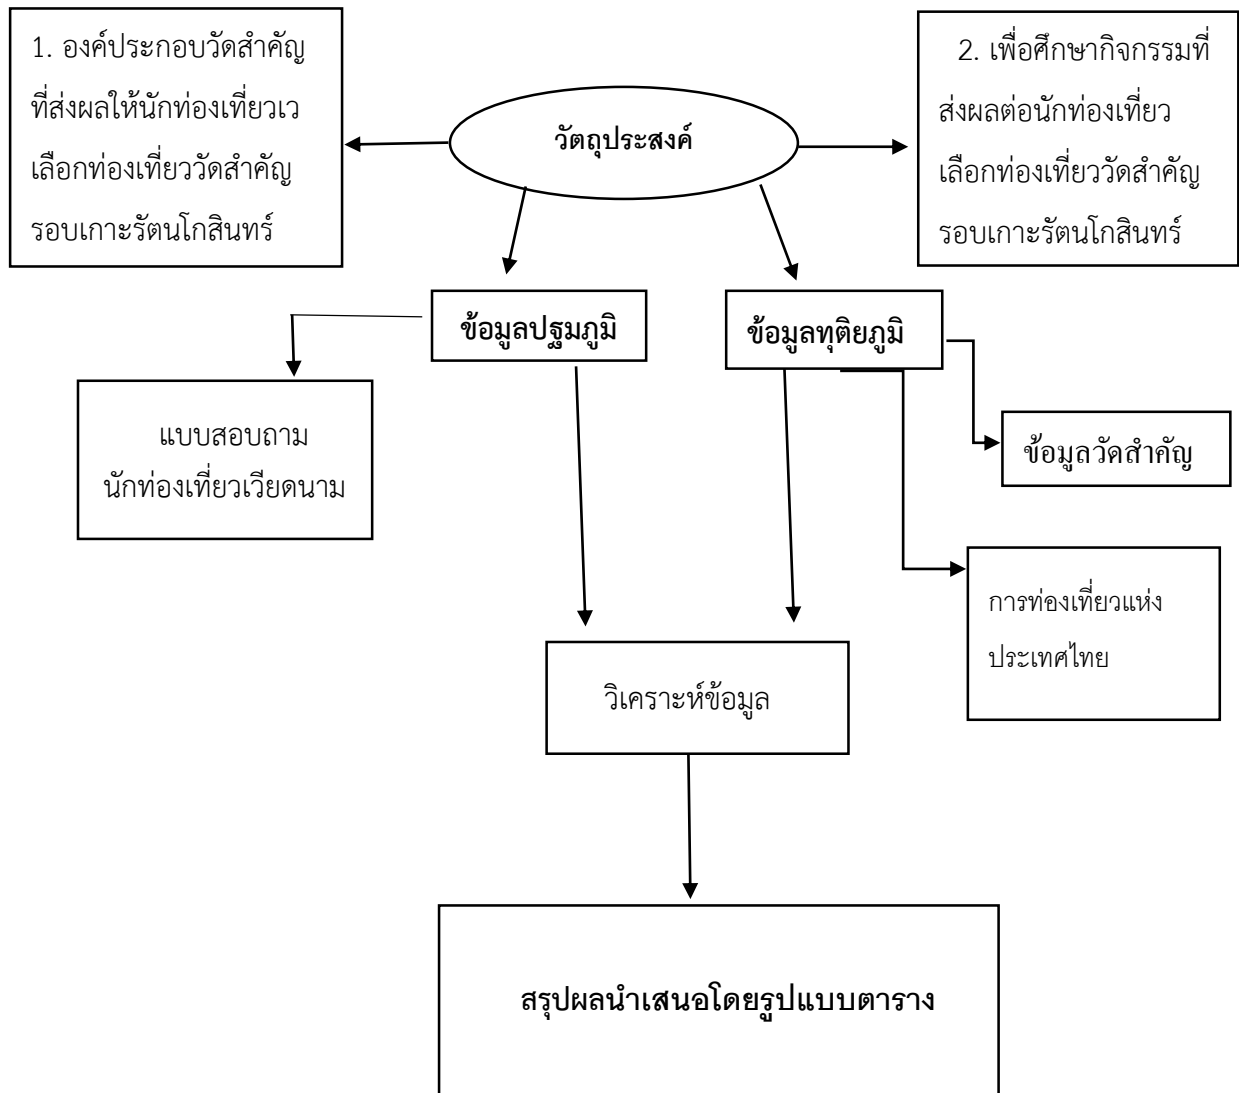 1. องค์ประกอบวัดสำคัญ
ที่ส่งผลให้นักท่องเที่ยวเว
เลือกท่องเที่ยววัดสำคัญ
รอบเกาะรัตนโกสินทร์
วัตถุประสงค์
2. เพื่อศึกษากิจกรรมที่
ส่งผลต่อนักท่องเที่ยว
เลือกท่องเที่ยววัดสำคัญ
รอบเกาะรัตนโกสินทร์
ข้อมูลปฐมภูมิ
ข้อมูลทุติยภูมิ
แบบสอบถาม
นักท่องเที่ยวเวียดนาม
ข้อมูลวัดสำคัญ
การท่องเที่ยวแห่ง
ประเทศไทย
วิเคราะห์ข้อมูล
สรุปผลนำเสนอโดยรูปแบบตาราง